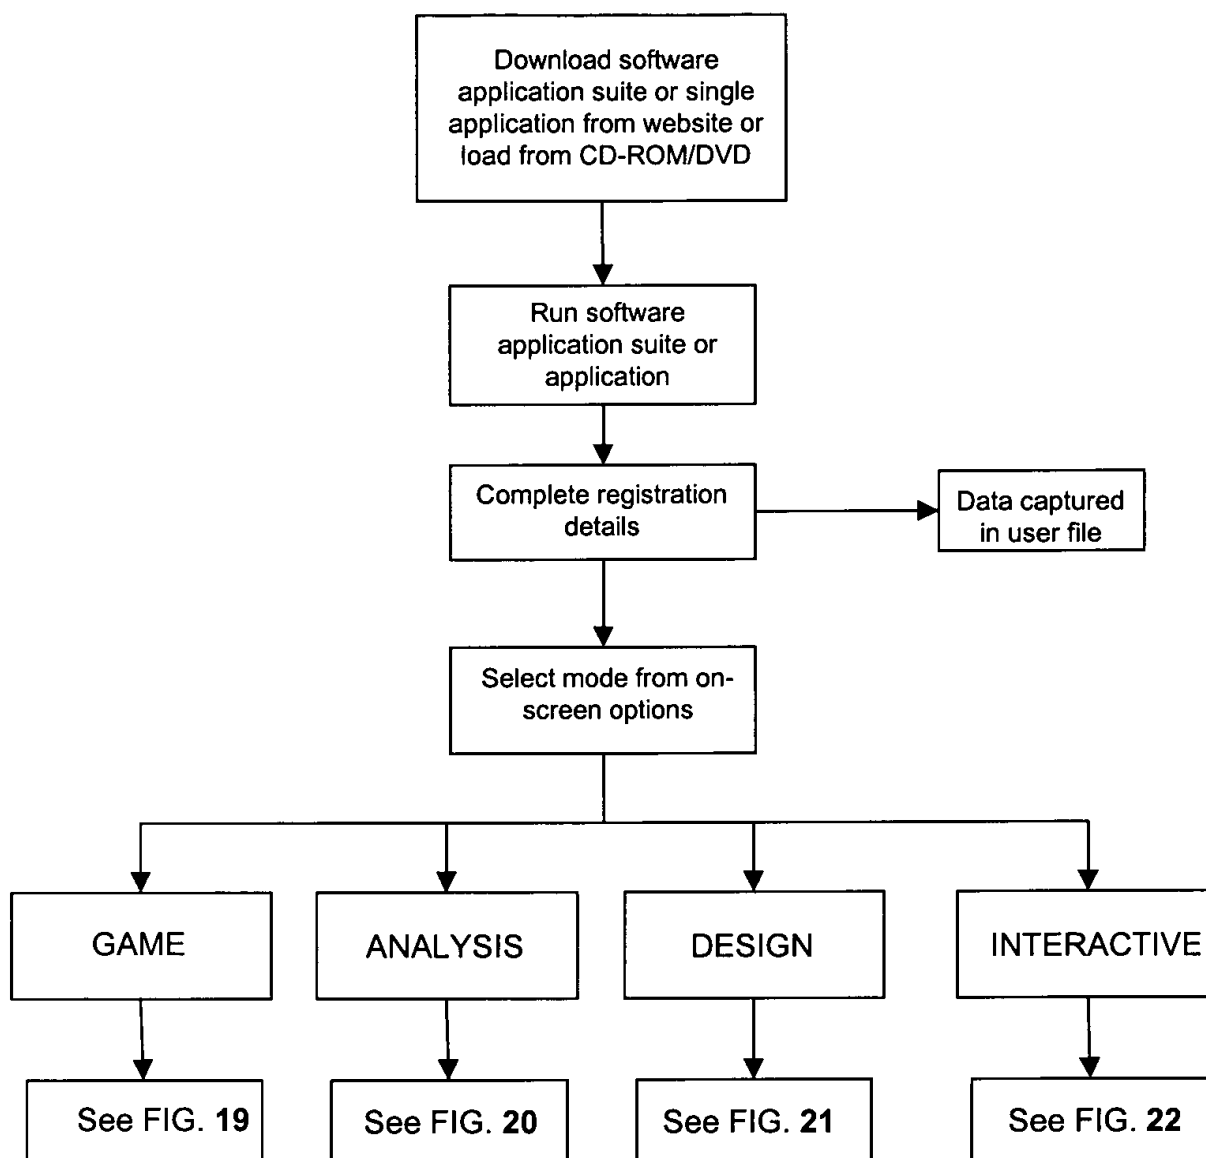 Download software
application suite or single
application from website or
load from CD-ROM/DVD
Run software
application suite or
application
Complete registration
details
Data captured
in user file
Select mode from on-
screen options
GAME
ANALYSIS
DESIGN
INTERACTIVE
See FIG. 19
See FIG. 20
See FIG. 21
See FIG. 22